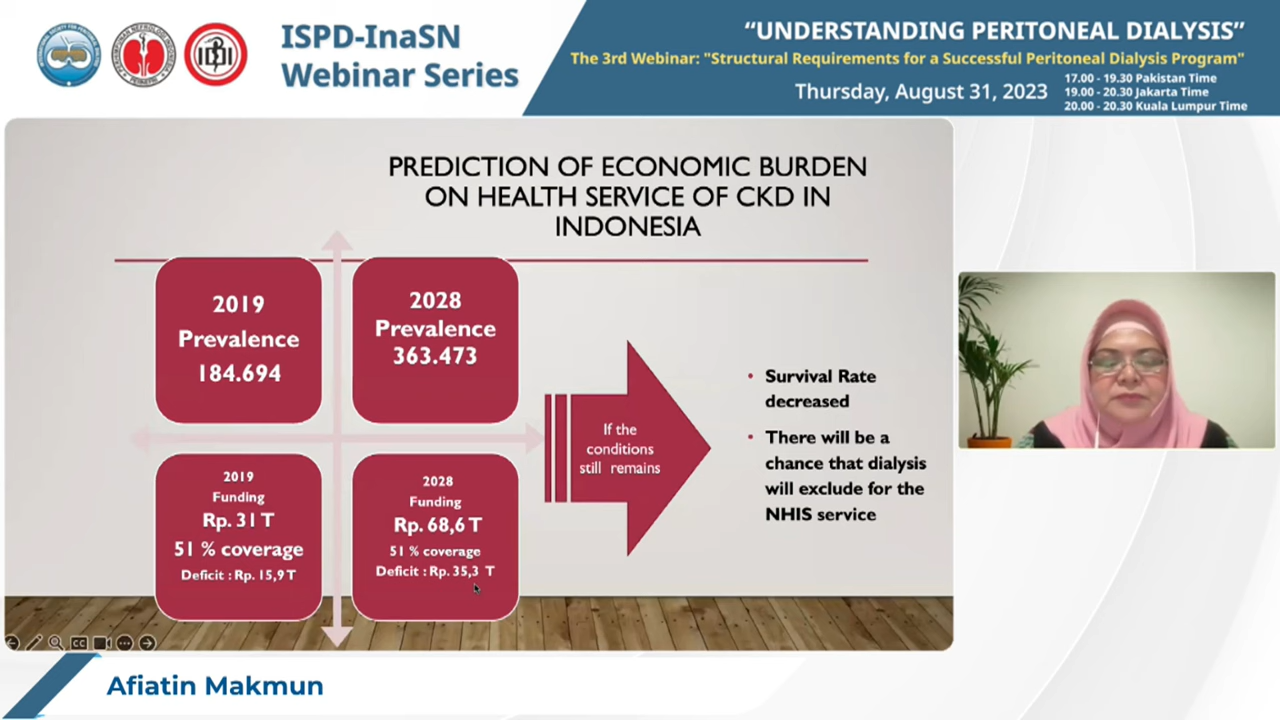 ISPD-InaSN
Webinar Series
“UNDERSTANDING PERITONEAL DIALYSIS”
The 3rd Webinar: "Structural Requirements for a Successful Peritoneal Dialysis Program"
Thursday, August 31, 2023
17.00 - 19.30 Pakistan Time
19.00 - 20.30 Jakarta Time
20.00 - 20.30 Kuala Lumpur Time
PREDICTION OF ECONOMIC BURDEN
ON HEALTH SERVICE OF CKD IN
INDONESIA
2019
Prevalence
184.694
2028
Prevalence
363.473
2019
Funding
Rp. 31 T
51 % coverage
Deficit : Rp. 15,9 T
2028
Funding
Rp. 68,6 T
51 % coverage
Deficit : Rp. 35,3 T
If the
conditions
still remains
• Survival Rate
decreased
• There will be a
chance that dialysis
will exclude for the
NHIS service
CC
Afiatin Makmun